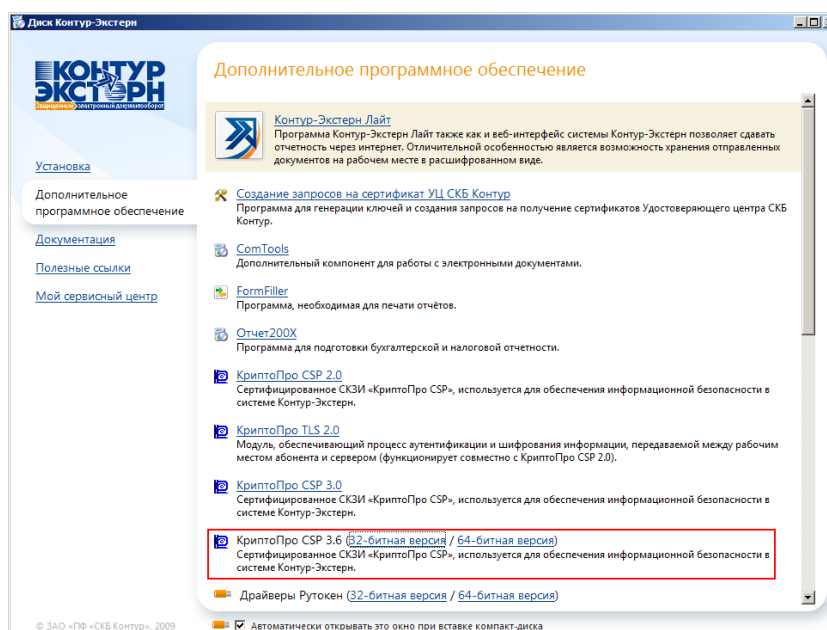 Диск Контур-Экстерн
КОНТУР
ЭКСТЕРН
Защищенный электронный документооборот
Установка
Дополнительное
программное обеспечение
Документация
Полезные ссылки
Мой сервисный центр
© ЗАО «ПФ «СКБ Контур», 2009
Дополнительное программное обеспечение
Контур-Экстерн Лайт
Программа Контур-Экстерн Лайт также как и веб-интерфейс системы Контур-Экстерн позволяет сдавать
отчетность через интернет. Отличительной особенностью является возможность хранения отправленных
документов на рабочем месте в расшифрованном виде.
Создание запросов на сертификат УЦ СКБ Контур
Программа для генерации ключей и создания запросов на получение сертификатов Удостоверяющего центра СКБ
Контур.
ComTools
Дополнительный компонент для работы с электронными документами.
FormFiller
Программа, необходимая для печати отчётов.
Отчет200X
Программа для подготовки бухгалтерской и налоговой отчетности.
КриптоПро CSP 2.0
Сертифицированное СКЗИ «КриптоПро CSP», используется для обеспечения информационной безопасности в
системе Контур-Экстерн.
КриптоПро TLS 2.0
Модуль, обеспечивающий процесс аутентификации и шифрования информации, передаваемой между рабочим
местом абонента и сервером (функционирует совместно с КриптоПро CSP 2.0).
КриптоПро CSP 3.0
Сертифицированное СКЗИ «КриптоПро CSP», используется для обеспечения информационной безопасности в
системе Контур-Экстерн.
КриптоПро CSP 3.6 (32-битная версия / 64-битная версия)
Сертифицированное СКЗИ «КриптоПро CSP», используется для обеспечения информационной безопасности в
системе Контур-Экстерн.
Драйверы Рутокен (32-битная версия / 64-битная версия)
Автоматически открывать это окно при вставке компакт-диска